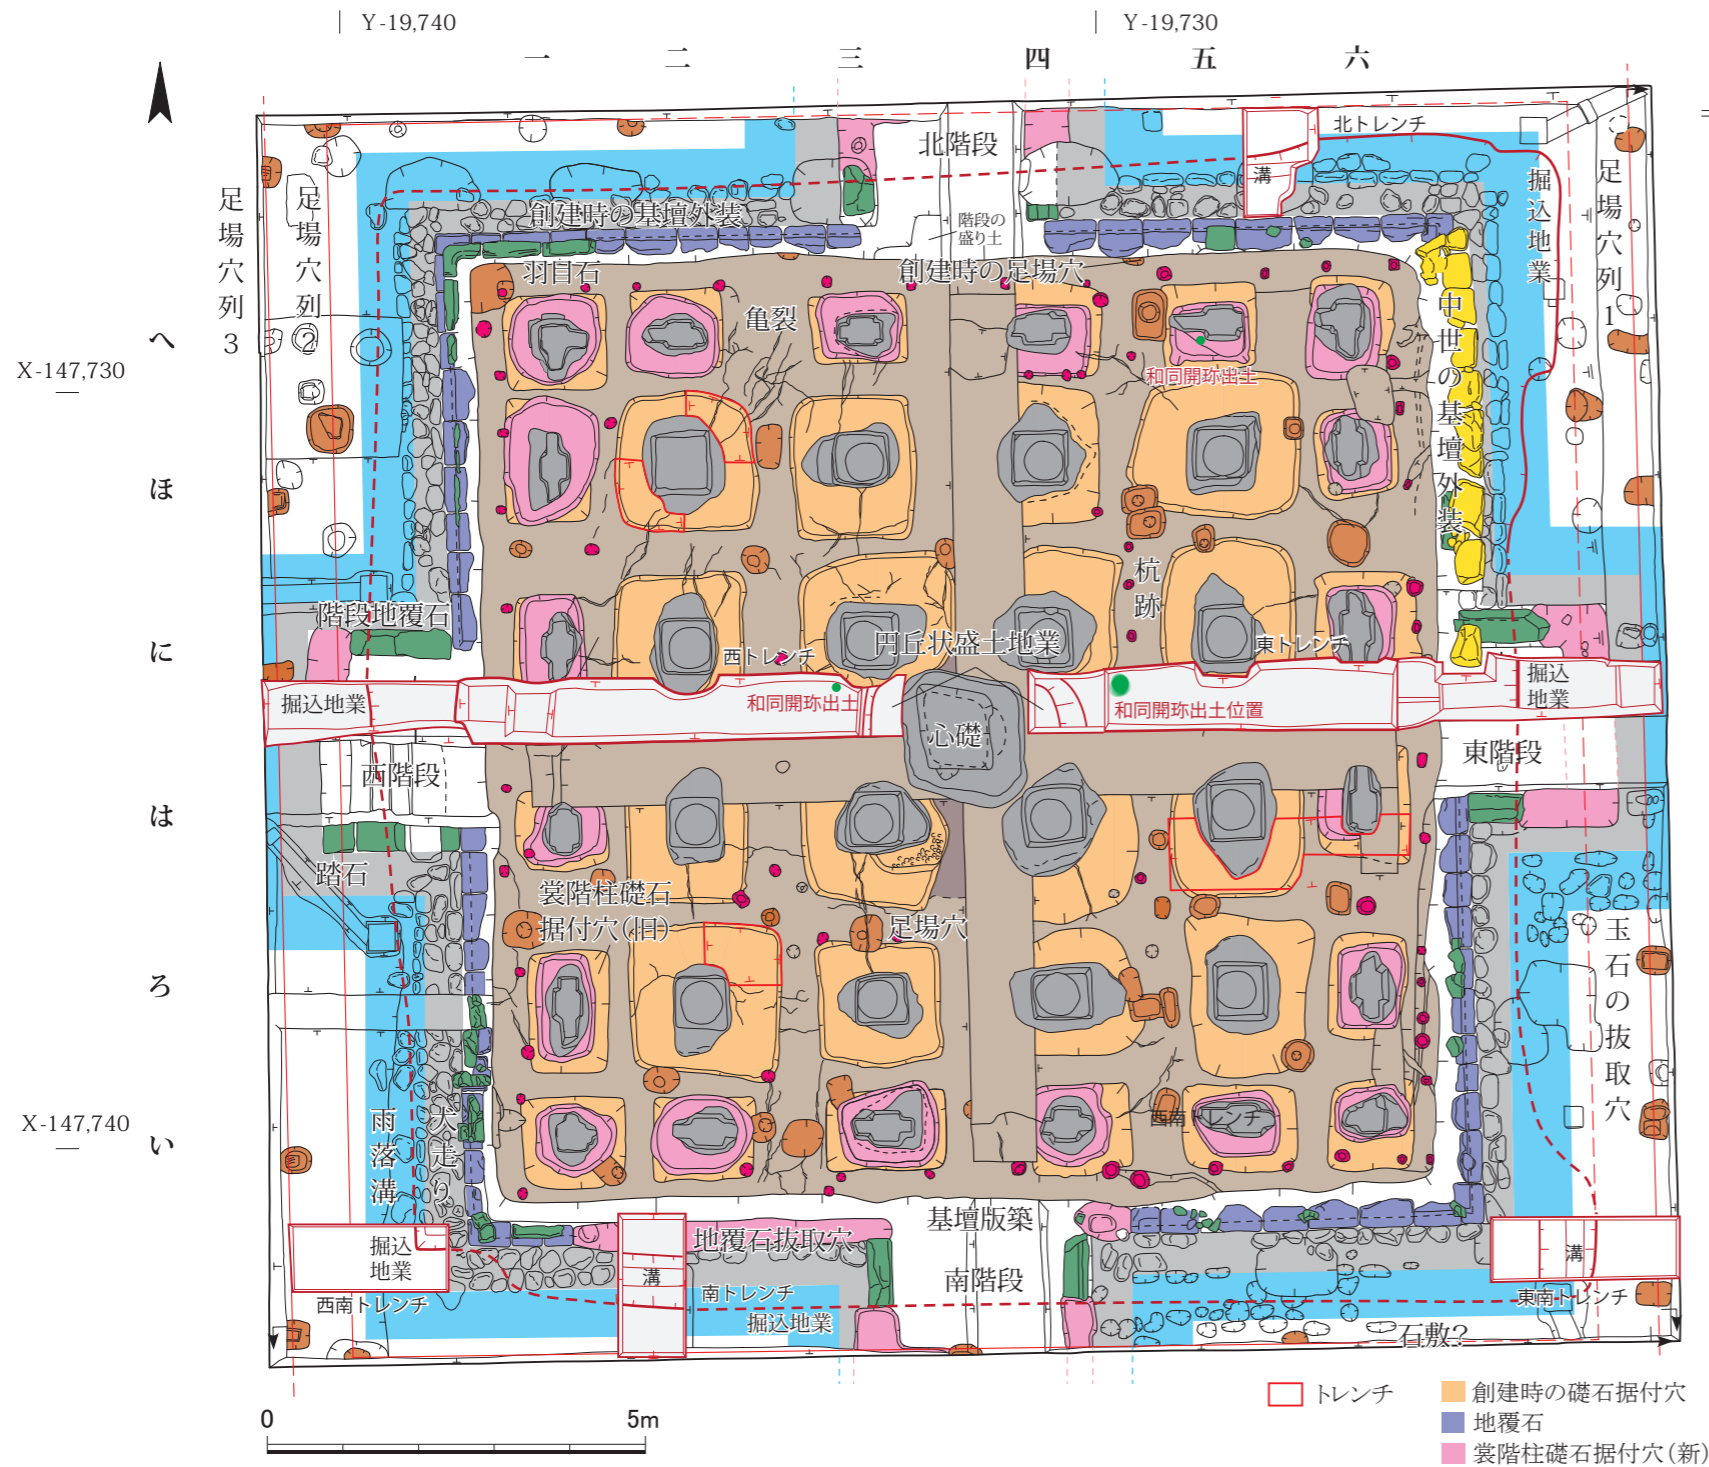 Y-19,740
Y-19,730
一 二 三 四 五 六
北トレンチ
北階段
溝
足場穴列3
足場穴列2
創建時の基壇外装
階段の
盛り土
掘込地業
足場穴列1
羽目石
創建時の足場穴
亀裂
中世の基壇外装
へ
X-147,730
和同開珎出土
ほ
杭跡
階段地覆石
円丘状盛土地業
に
西トレンチ
東トレンチ
掘込地業
和同開珎出土
和同開珎出土位置
掘込
地業
心礎
西階段
東階段
は
踏石
裳階柱礎石
据付穴(旧)
足場穴
玉石の抜取穴
ろ
雨落溝
犬走り
西南トレンチ
X-147,740
い
基壇版築
地覆石抜取穴
掘込
地業
溝
溝
南階段
南トレンチ
西南トレンチ
東南トレンチ
掘込地業
石敷?
トレンチ
創建時の礎石据付穴
地覆石
裳階柱礎石据付穴(新)
0
5m